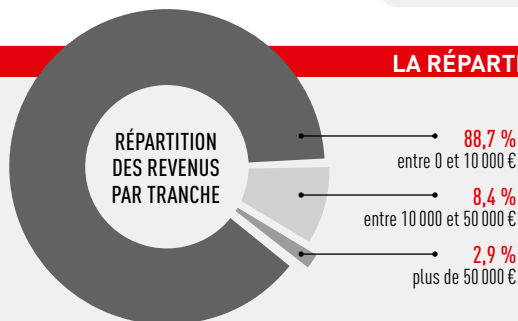 LA RÉPARTI
RÉPARTITION
DES REVENUS
PAR TRANCHE
88,7 %
entre 0 et 10 000 €
8,4 %
entre 10 000 et 50 000 €
2,9 %
plus de 50 000 €